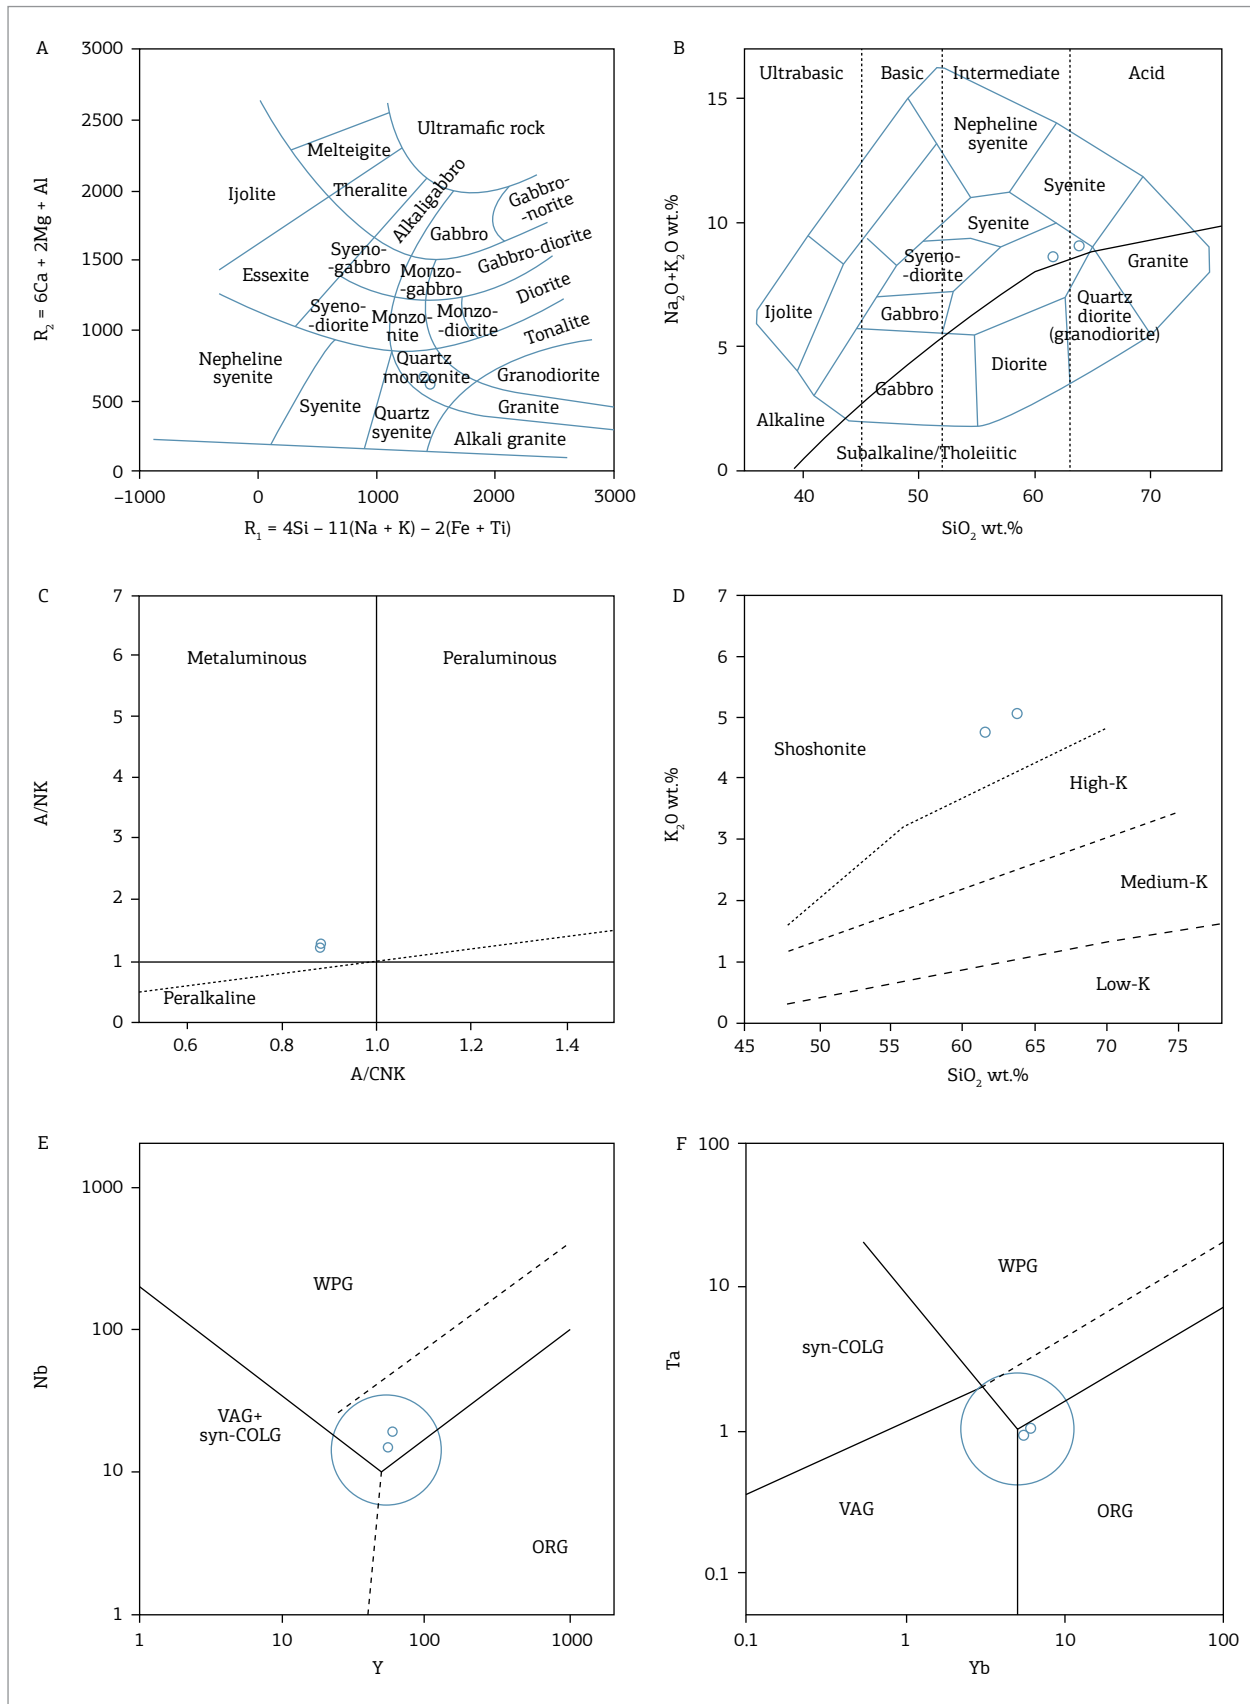 A
3000
2500
2000
1500
1000
500
0
R2 = 6Ca + 2Mg + Al
Ultramafic rock
Melteigite
Theralite
Ijolite
Alkaligabbro
Gabbro-
-norite
Gabbro
Syeno-
-gabbro
Gabbro-diorite
Essexite
Monzo-
-gabbro
Diorite
Syeno-
-diorite
Monzo-
nite
Monzo-
-diorite
Tonalite
Nepheline
syenite
Quartz
monzonite
Granodiorite
Syenite
Quartz
syenite
Granite
Alkali granite
−1000
0
1000
2000
3000
R1 = 4Si − 11(Na + K) − 2(Fe + Ti)
B
15
10
5
0
Na2O+K2O wt.%
Ultrabasic
Basic
Intermediate
Acid
Nepheline
syenite
Syenite
Syenite
Syeno-
-diorite
Granite
Ijolite
Gabbro
Quartz
diorite
(granodiorite)
Diorite
Gabbro
Alkaline
Subalkaline/Tholeiitic
40
50
60
70
SiO2 wt.%
C
7
6
5
4
3
2
1
0
A/NK
Metaluminous
Peraluminous
Peralkaline
0.6
0.8
1.0
1.2
1.4
A/CNK
D
7
6
5
4
3
2
1
0
K2O wt.%
Shoshonite
High-K
Medium-K
Low-K
45
50
55
60
65
70
75
SiO2 wt.%
E
1000
100
10
1
Nb
WPG
VAG+
syn-COLG
ORG
1
10
100
1000
Y
F
100
10
1
0.1
Ta
WPG
syn-COLG
VAG
ORG
0.1
1
10
100
Yb